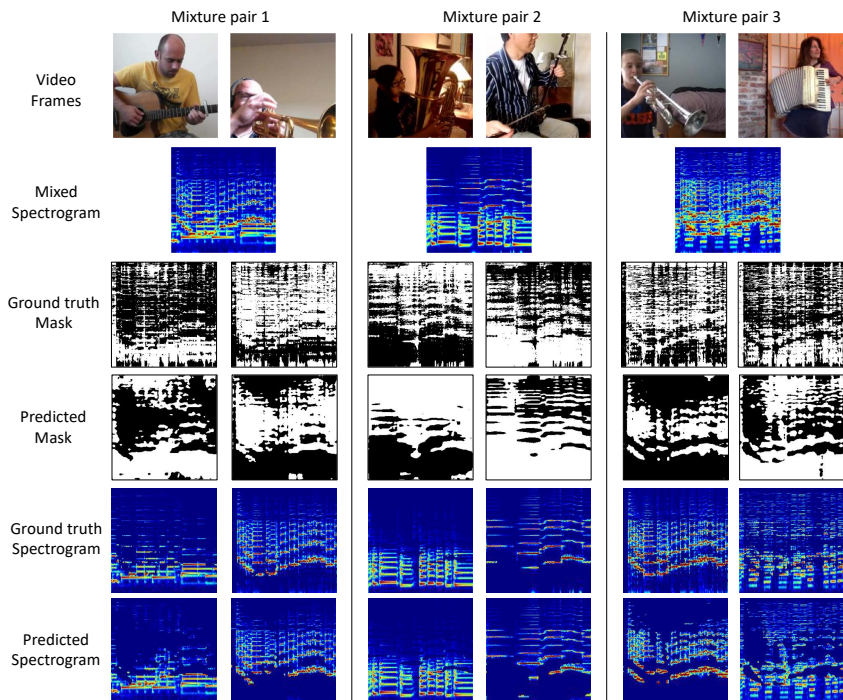 Mixture pair 1
Mixture pair 2
Mixture pair 3
Video
Frames
Mixed
Spectrogram
Ground truth
Mask
Predicted
Mask
Ground truth
Spectrogram
Predicted
Spectrogram